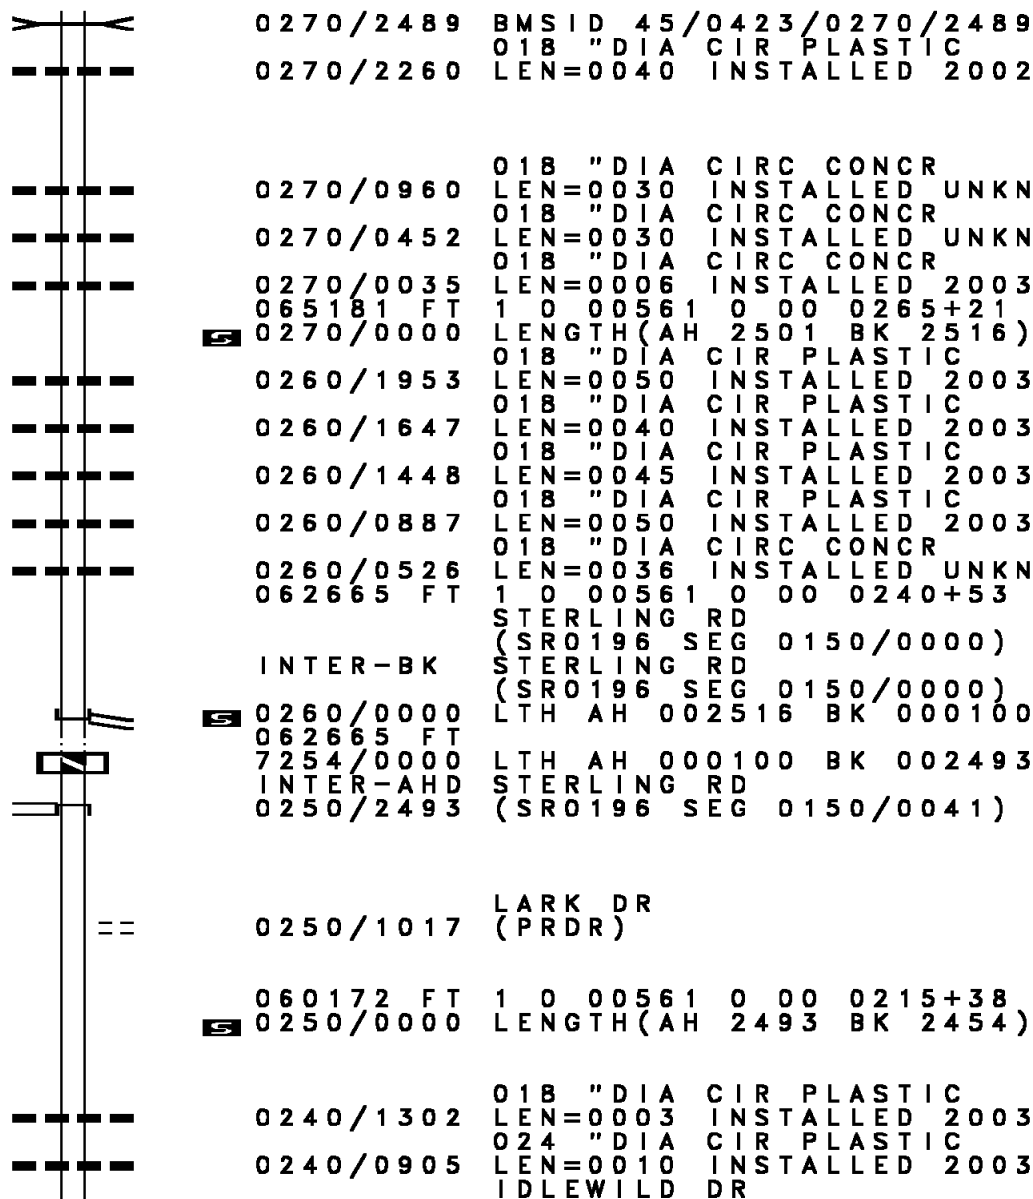 0270/2489 BMSID 45/0423/0270/2489
018 "DIA CIR PLASTIC
0270/2260 LEN=0040 INSTALLED 2002
018 "DIA CIRC CONCR
0270/0960 LEN=0030 INSTALLED UNKN
018 "DIA CIRC CONCR
0270/0452 LEN=0030 INSTALLED UNKN
018 "DIA CIRC CONCR
0270/0035 LEN=0006 INSTALLED 2003
065181 FT 1 0 00561 0 00 0265+21
S 0270/0000 LENGTH(AH 2501 BK 2516)
018 "DIA CIR PLASTIC
0260/1953 LEN=0050 INSTALLED 2003
018 "DIA CIR PLASTIC
0260/1647 LEN=0040 INSTALLED 2003
018 "DIA CIR PLASTIC
0260/1448 LEN=0045 INSTALLED 2003
018 "DIA CIR PLASTIC
0260/0887 LEN=0050 INSTALLED 2003
018 "DIA CIRC CONCR
0260/0526 LEN=0036 INSTALLED UNKN
062665 FT 1 0 00561 0 00 0240+53
STERLING RD
(SR0196 SEG 0150/0000)
INTER-BK STERLING RD
(SR0196 SEG 0150/0000)
S 0260/0000 LTH AH 002516 BK 000100
062665 FT
7254/0000 LTH AH 000100 BK 002493
INTER-AHD STERLING RD
0250/2493 (SR0196 SEG 0150/0041)
LARK DR
0250/1017 (PRDR)
060172 FT 1 0 00561 0 00 0215+38
S 0250/0000 LENGTH(AH 2493 BK 2454)
018 "DIA CIR PLASTIC
0240/1302 LEN=0003 INSTALLED 2003
024 "DIA CIR PLASTIC
0240/0905 LEN=0010 INSTALLED 2003
IDLEWILD DR